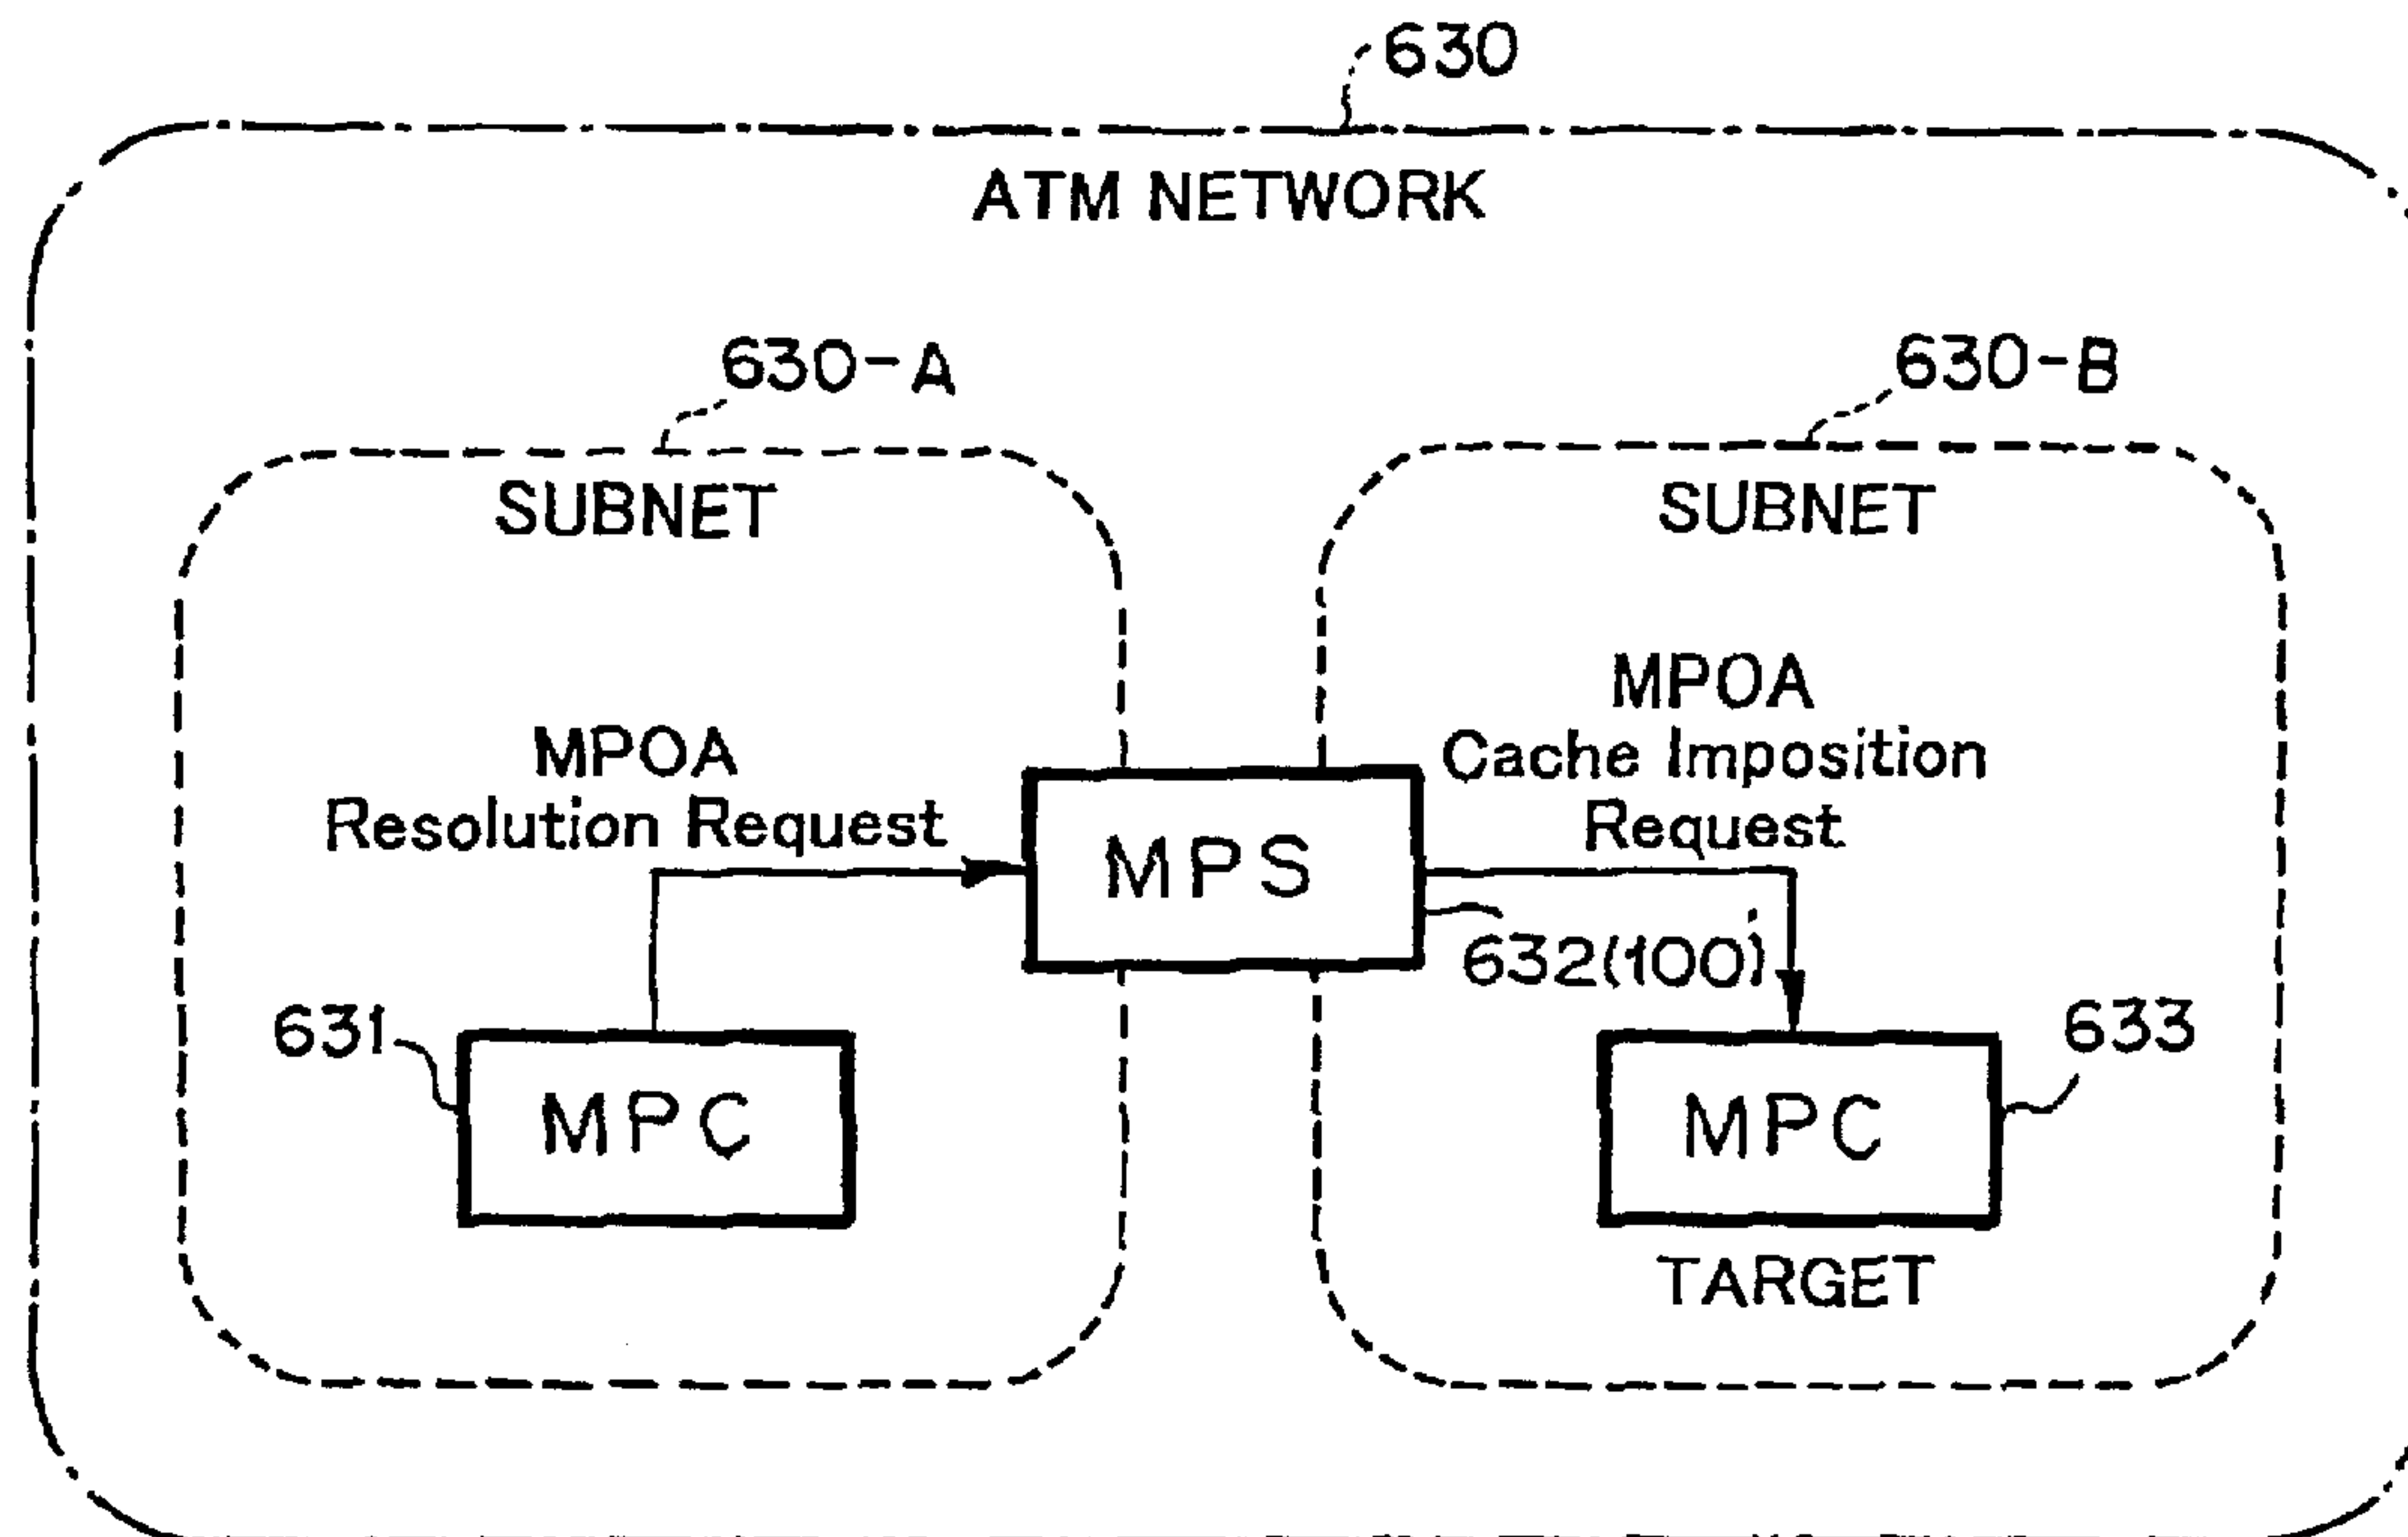 630
ATM NETWORK
630-A
630-B
SUBNET
SUBNET
MPOA
Resolution Request
MPOA
Cache Imposition
Request
MPS
632(100)
631
MPC
MPC
633
TARGET